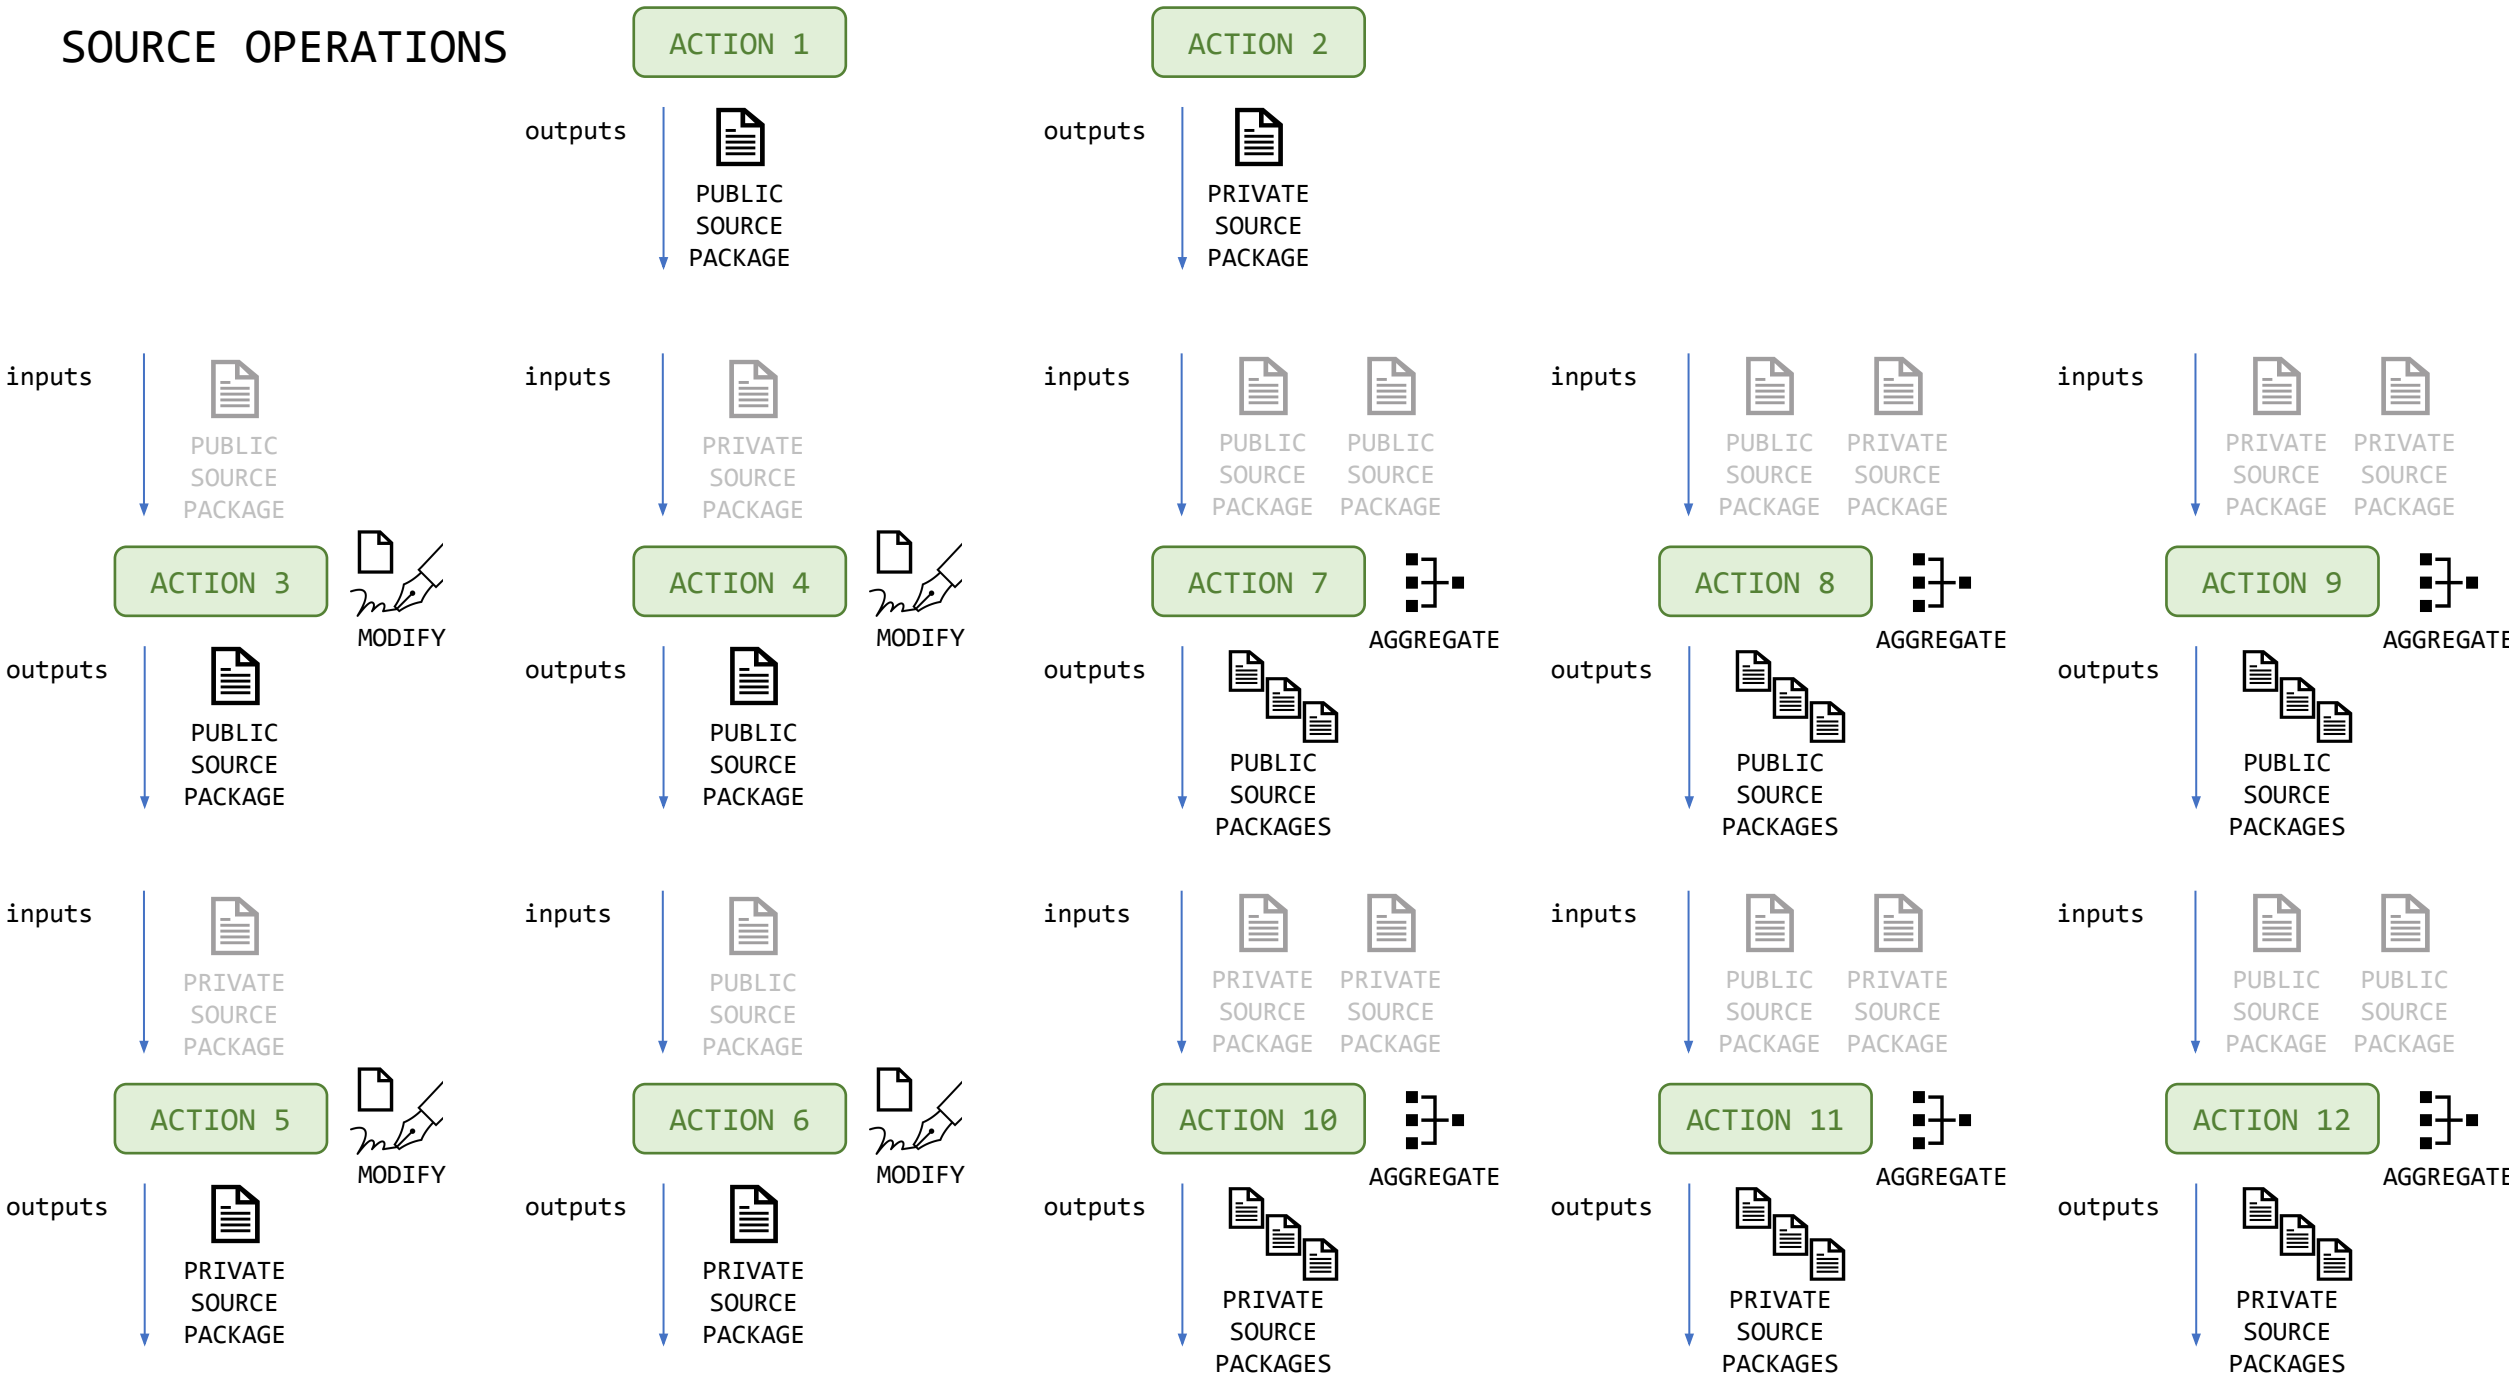 SOURCE OPERATIONS
ACTION 1
ACTION 2
outputs
PUBLIC
SOURCE
PACKAGE
outputs
PRIVATE
SOURCE
PACKAGE
inputs
PUBLIC
SOURCE
PACKAGE
ACTION 3
MODIFY
outputs
PUBLIC
SOURCE
PACKAGE
inputs
PRIVATE
SOURCE
PACKAGE
ACTION 4
MODIFY
outputs
PUBLIC
SOURCE
PACKAGE
inputs
PUBLIC PUBLIC
SOURCE SOURCE
PACKAGE PACKAGE
ACTION 7
AGGREGATE
outputs
PUBLIC
SOURCE
PACKAGES
inputs
PUBLIC PRIVATE
SOURCE SOURCE
PACKAGE PACKAGE
ACTION 8
AGGREGATE
outputs
PUBLIC
SOURCE
PACKAGES
inputs
PRIVATE PRIVATE
SOURCE SOURCE
PACKAGE PACKAGE
ACTION 9
AGGREGATE
outputs
PUBLIC
SOURCE
PACKAGES
inputs
PRIVATE
SOURCE
PACKAGE
ACTION 5
MODIFY
outputs
PRIVATE
SOURCE
PACKAGE
inputs
PUBLIC
SOURCE
PACKAGE
ACTION 6
MODIFY
outputs
PRIVATE
SOURCE
PACKAGE
inputs
PRIVATE PRIVATE
SOURCE SOURCE
PACKAGE PACKAGE
ACTION 10
AGGREGATE
outputs
PRIVATE
SOURCE
PACKAGES
inputs
PUBLIC PRIVATE
SOURCE SOURCE
PACKAGE PACKAGE
ACTION 11
AGGREGATE
outputs
PRIVATE
SOURCE
PACKAGES
inputs
PUBLIC PUBLIC
SOURCE SOURCE
PACKAGE PACKAGE
ACTION 12
AGGREGATE
outputs
PRIVATE
SOURCE
PACKAGES